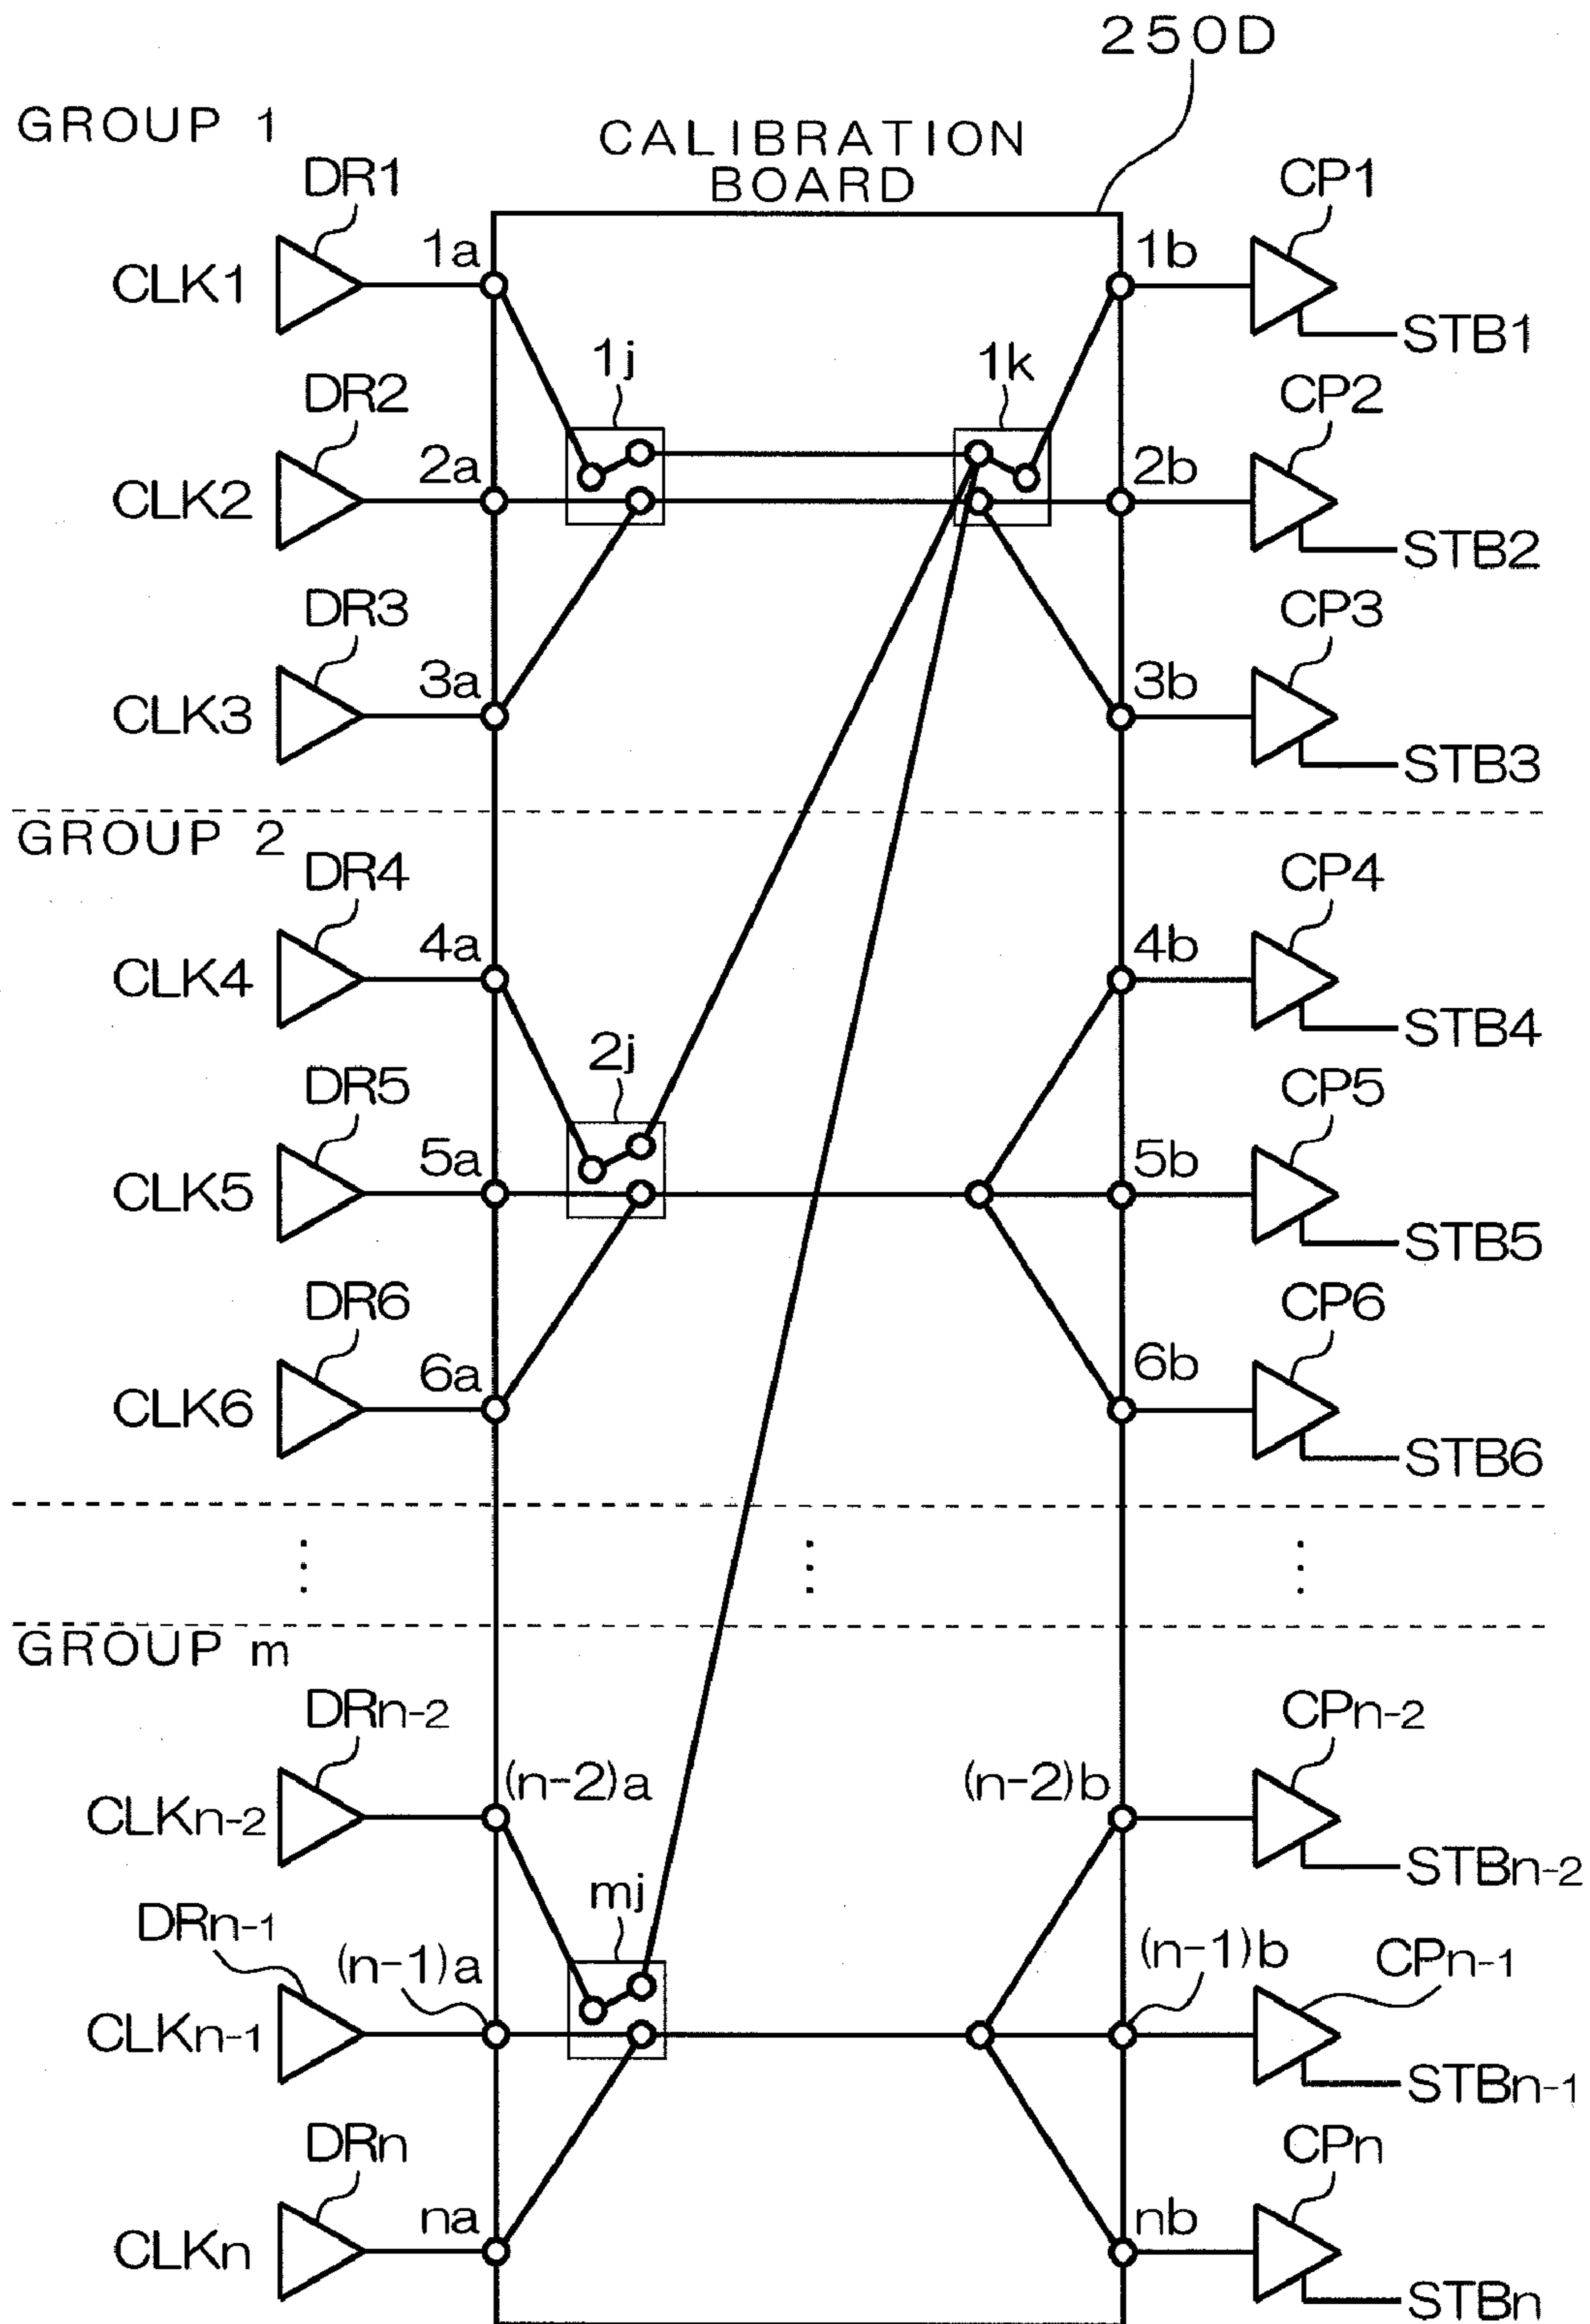 250D
GROUP 1
CALIBRATION
BOARD
DR1
CP1
1a
1b
CLK1
STB1
1j
1k
DR2
CP2
2a
2b
CLK2
STB2
DR3
CP3
3a
3b
CLK3
STB3
GROUP 2
DR4
CP4
4a
4b
CLK4
STB4
2j
DR5
CP5
5a
5b
CLK5
STB5
DR6
CP6
6a
6b
CLK6
STB6
GROUP m
DRn-2
CPn-2
(n-2)a
(n-2)b
CLKn-2
STBn-2
mj
DRn-1
(n-1)a
(n-1)b
CPn-1
CLKn-1
STBn-1
DRn
CPn
na
nb
CLKn
STBn